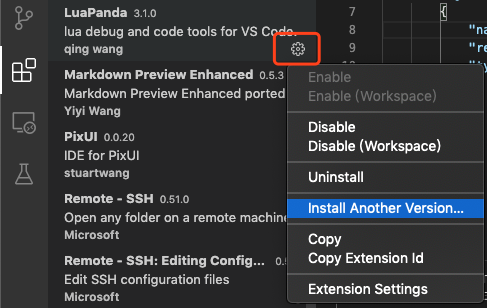 LuaPanda 3.1.0
lua debug and code tools for VS Code.
qing wang
Markdown Preview Enhanced 0.5.3
Markdown Preview Enhanced ported
Yiyi Wang
PixUI 0.0.20
IDE for PixUI
stuartwang
Remote - SSH 0.51.0
Open any folder on a remote machine
Microsoft
Remote - SSH: Editing Config...
Edit SSH configuration files
Microsoft
7 {
8 "na
9 "re
10 "ty
Enable
Enable (Workspace)
Disable
Disable (Workspace)
Uninstall
Install Another Version...
Copy
Copy Extension Id
Extension Settings